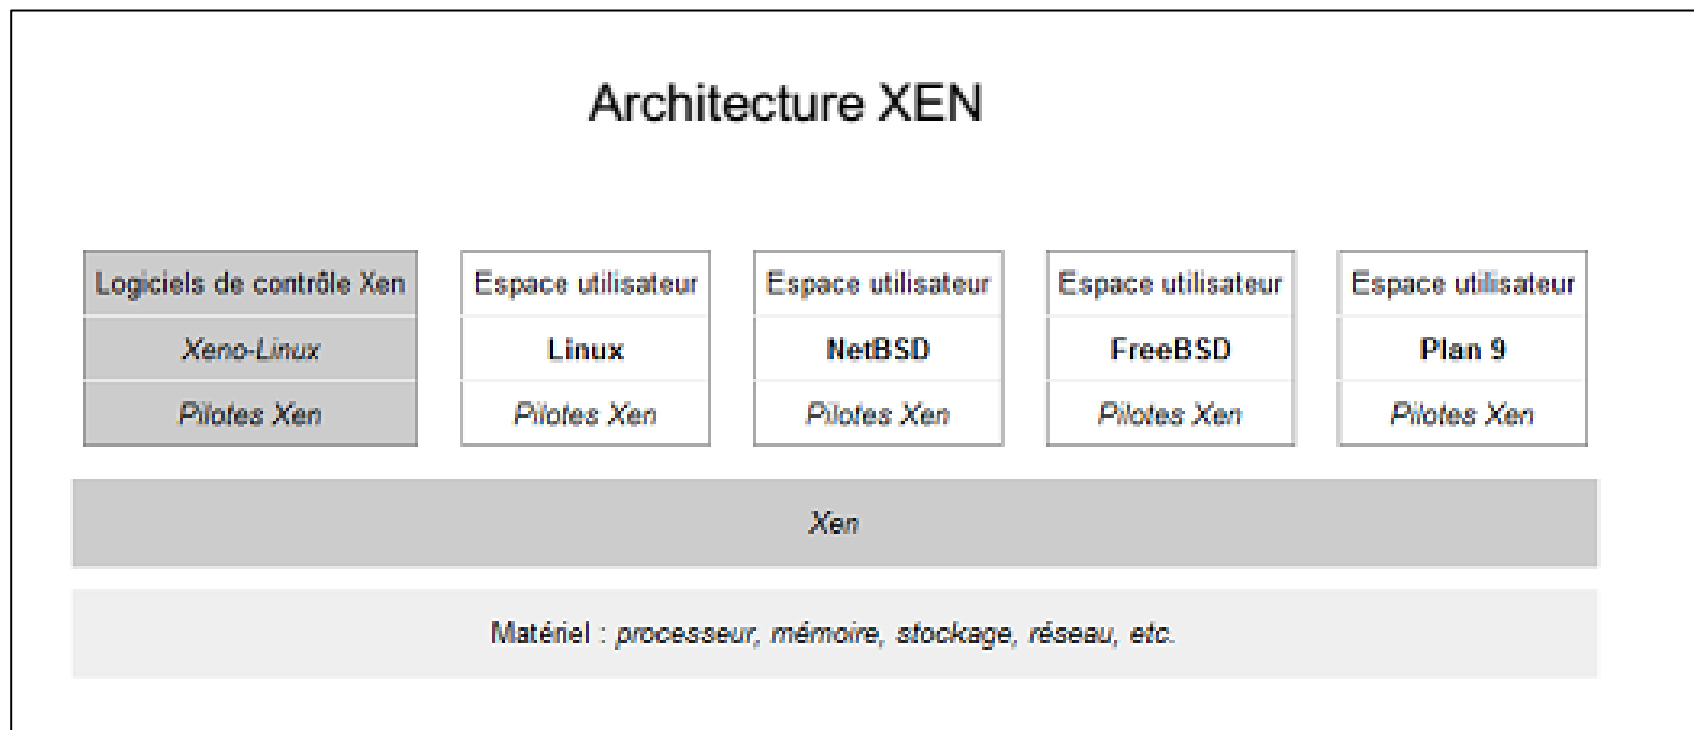 Architecture XEN
Logiciels de contrôle Xen Espace utilisateur Espace utilisateur Espace utilisateur Espace utilisateur
Xeno-Linux Linux NetBSD FreeBSD Plan 9
Pilotes Xen Pilotes Xen Pilotes Xen Pilotes Xen Pilotes Xen
Xen
Matériel : processeur, mémoire, stockage, réseau, etc.